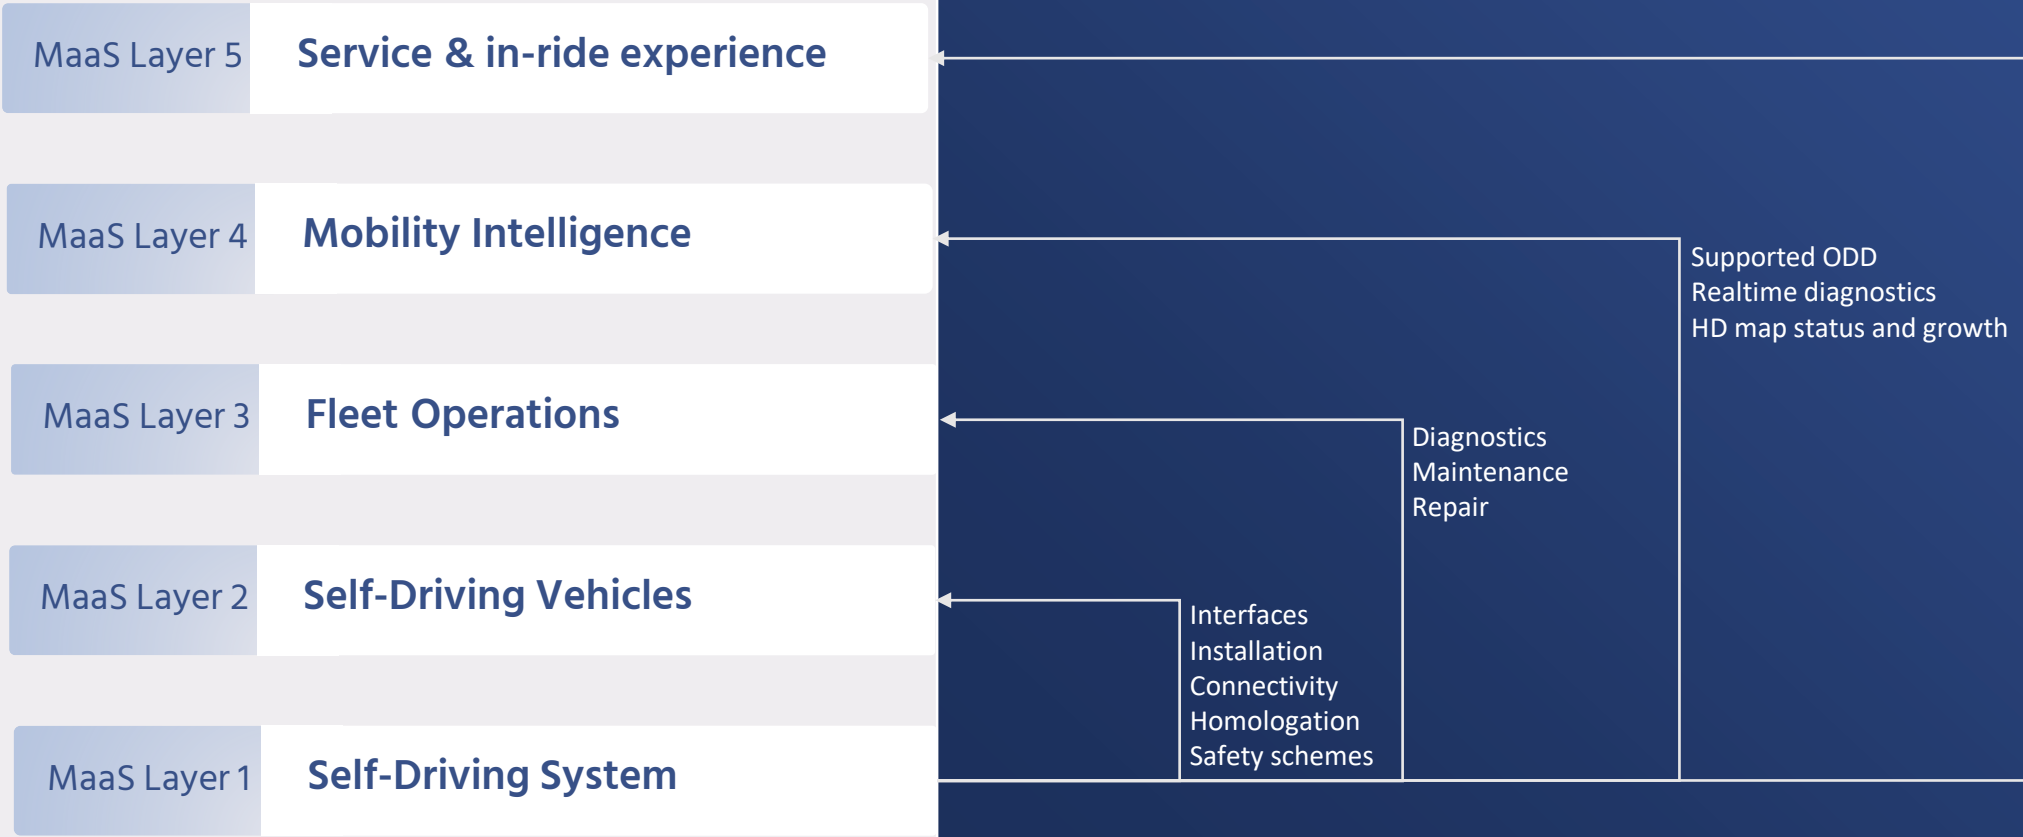 MaaS Layer 5 Service & in-ride experience
MaaS Layer 4 Mobility Intelligence
Supported ODD
Realtime diagnostics
HD map status and growth
MaaS Layer 3 Fleet Operations
Diagnostics
Maintenance
Repair
MaaS Layer 2 Self-Driving Vehicles
Interfaces
Installation
Connectivity
Homologation
Safety schemes
MaaS Layer 1 Self-Driving System